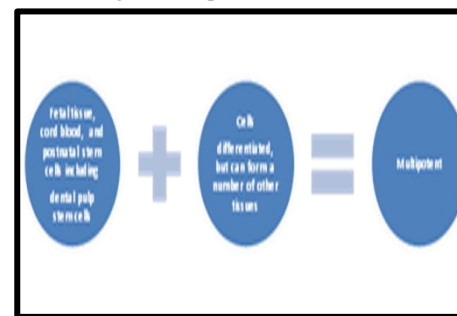 Fetal tissue,
cord blood, and
postnatal stem
cells including
dental pulp
stem cells
+
Cells
differentiated,
but can form a
number of other
tissues
=
Multipotent